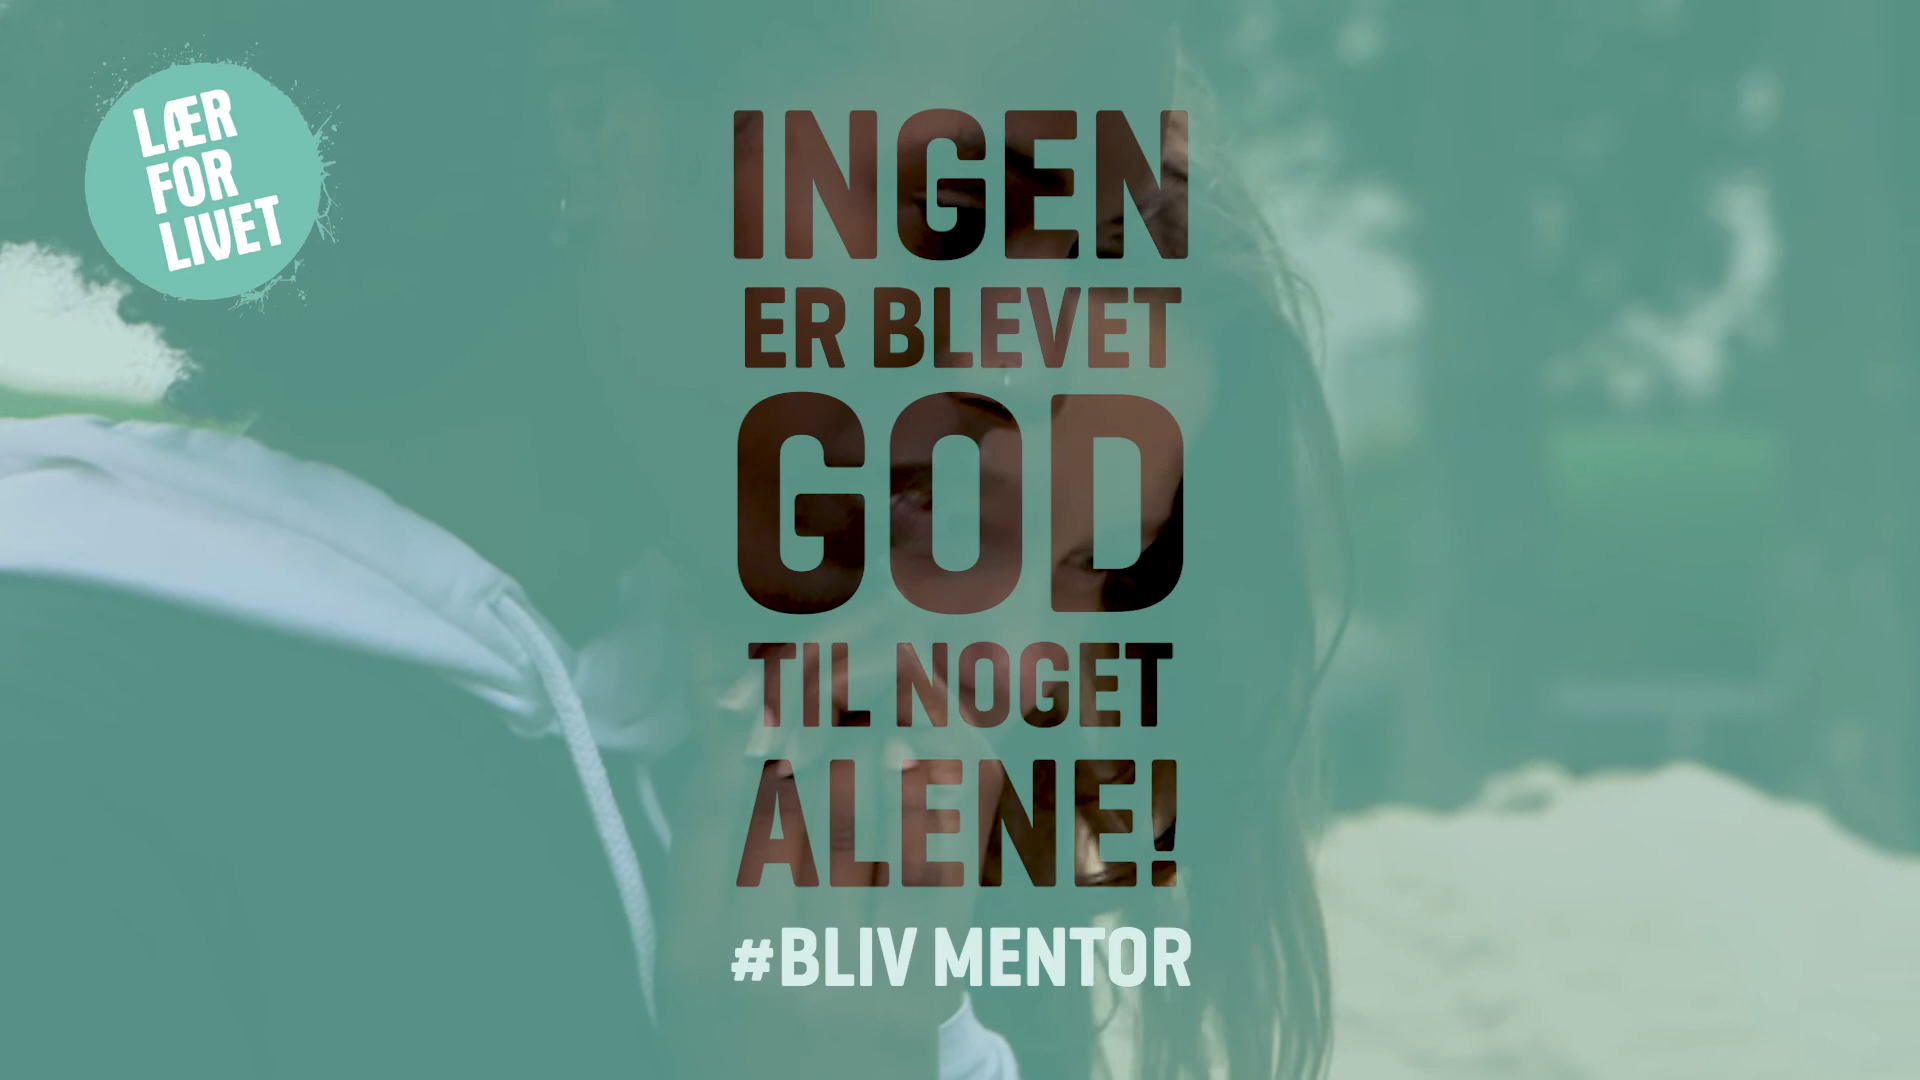 LÆR
FOR
LIVET
INGEN
ER BLEVET
GOD
TIL NOGET
ALENE!
#BLIV MENTOR